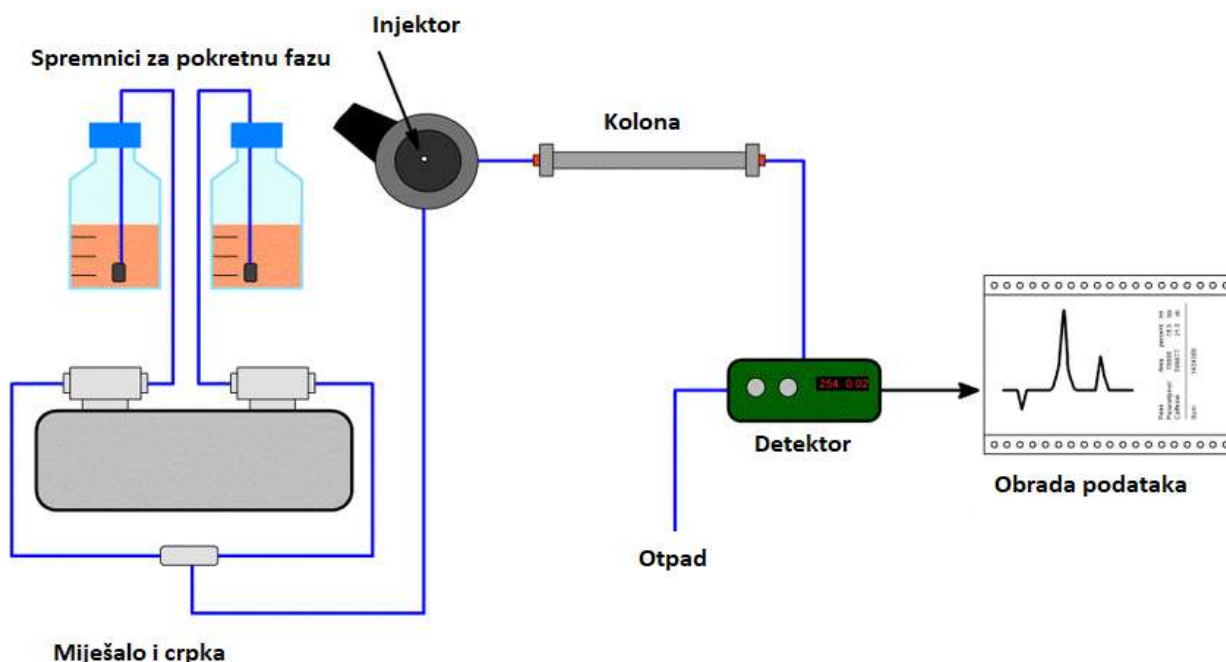 Injektor
Spremnici za pokretnu fazu
Kolona
254 0.02
Detektor
Obrada podataka
Otpad
Miješalo i crpka